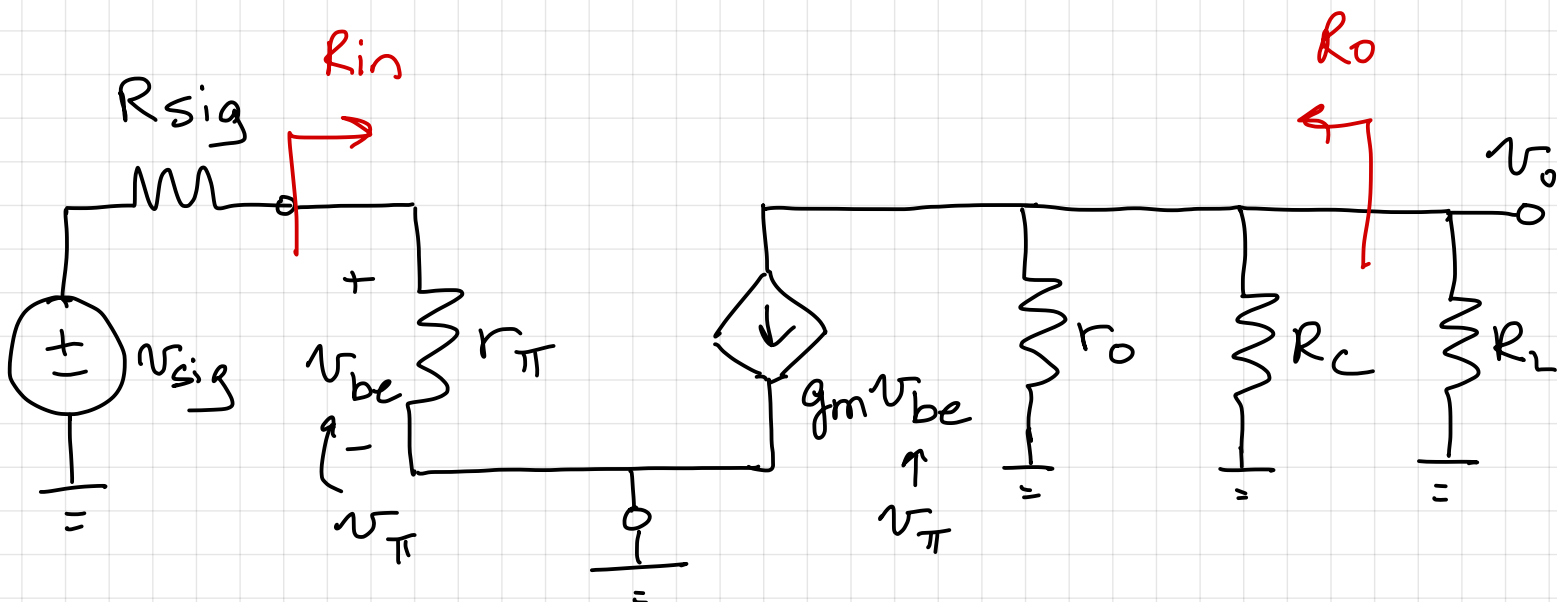 Rin
Ro
Rsig
vo
+
vsig
vbe
-
vπ
rπ
gmvbe
vπ
ro
RC
RL